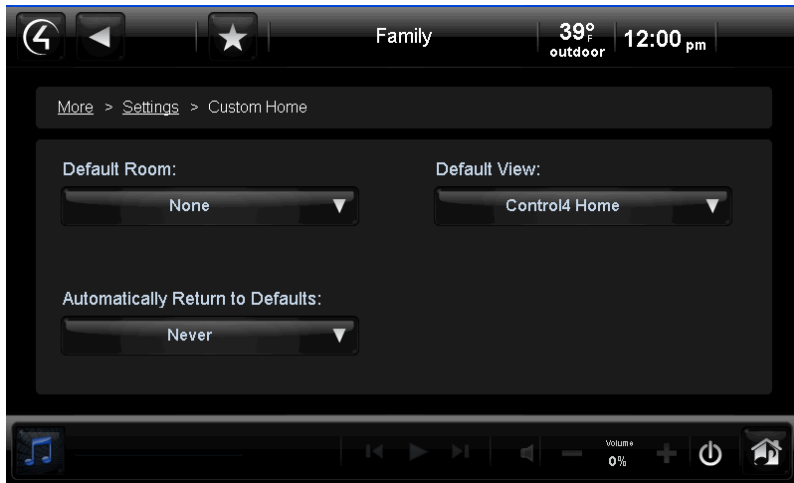 Family
39°F
outdoor
12:00 pm
More > Settings > Custom Home
Default Room:
Default View:
None
Control4 Home
Automatically Return to Defaults:
Never
Volume
0%